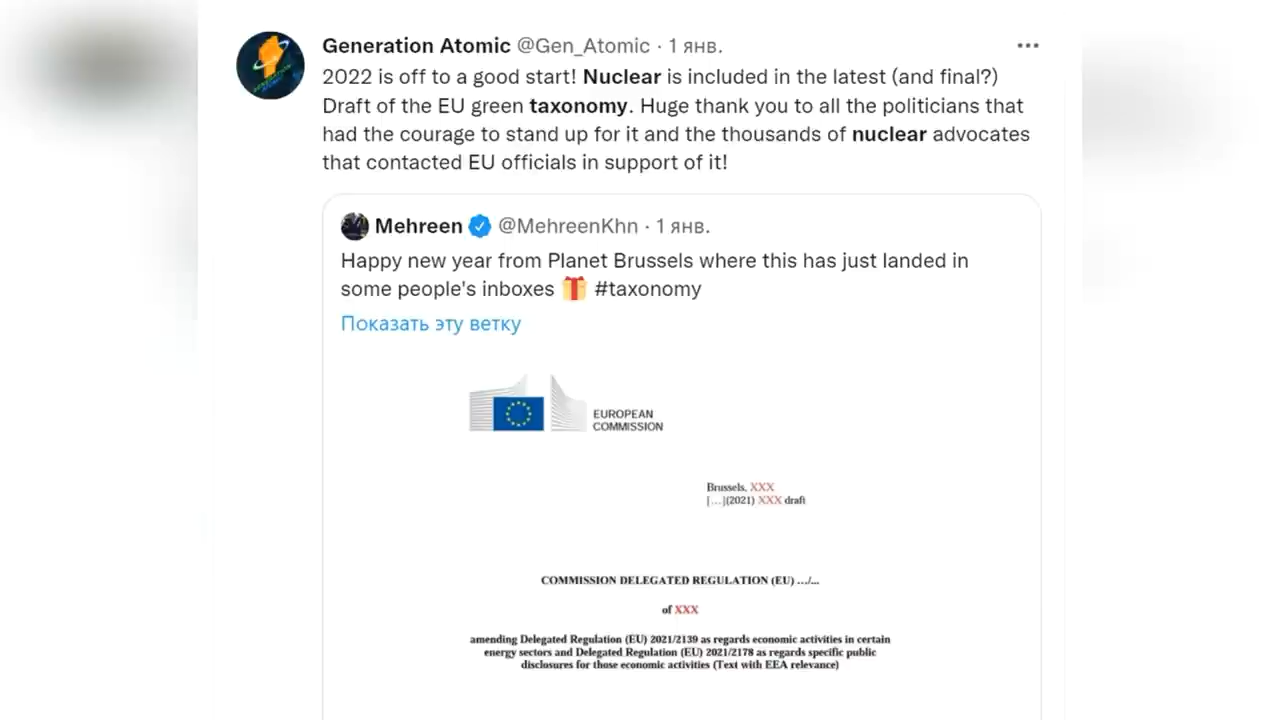 Generation Atomic @Gen_Atomic · 1 янв.
2022 is off to a good start! Nuclear is included in the latest (and final?)
Draft of the EU green taxonomy. Huge thank you to all the politicians that
had the courage to stand up for it and the thousands of nuclear advocates
that contacted EU officials in support of it!
Mehreen @MehreenKhn · 1 янв.
Happy new year from Planet Brussels where this has just landed in
some people's inboxes 🎁 #taxonomy
Показать эту ветку
EUROPEAN
COMMISSION
Brussels, XXX
[…](2021) XXX draft
COMMISSION DELEGATED REGULATION (EU) …/...
of XXX
amending Delegated Regulation (EU) 2021/2139 as regards economic activities in certain
energy sectors and Delegated Regulation (EU) 2021/2178 as regards specific public
disclosures for those economic activities (Text with EEA relevance)